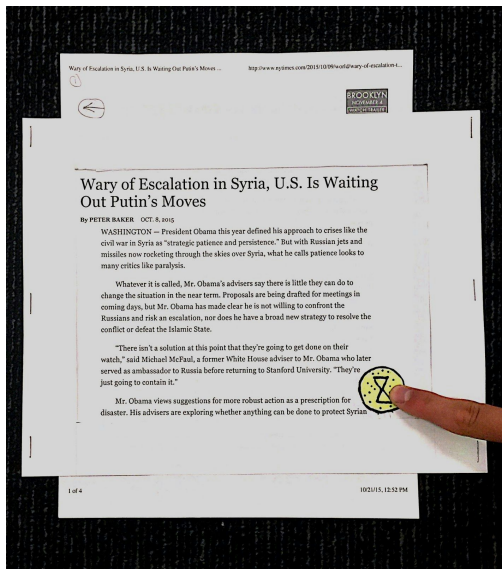 Wary of Escalation in Syria, U.S. Is Waiting Out Putin's Moves ...
http://www.nytimes.com/2015/10/09/world/wary-of-escalation-t...
1
BROOKLYN
NOVEMBER 4
WATCH TRAILER
Wary of Escalation in Syria, U.S. Is Waiting
Out Putin's Moves
By PETER BAKER OCT. 8, 2015
WASHINGTON — President Obama this year defined his approach to crises like the
civil war in Syria as “strategic patience and persistence.” But with Russian jets and
missiles now rocketing through the skies over Syria, what he calls patience looks to
many critics like paralysis.
Whatever it is called, Mr. Obama's advisers say there is little they can do to
change the situation in the near term. Proposals are being drafted for meetings in
coming days, but Mr. Obama has made clear he is not willing to confront the
Russians and risk an escalation, nor does he have a broad new strategy to resolve the
conflict or defeat the Islamic State.
“There isn't a solution at this point that they're going to get done on their
watch,” said Michael McFaul, a former White House adviser to Mr. Obama who later
served as ambassador to Russia before returning to Stanford University. “They're
just going to contain it.”
Mr. Obama views suggestions for more robust action as a prescription for
disaster. His advisers are exploring whether anything can be done to protect Syrian
1 of 4
10/21/15, 12:52 PM